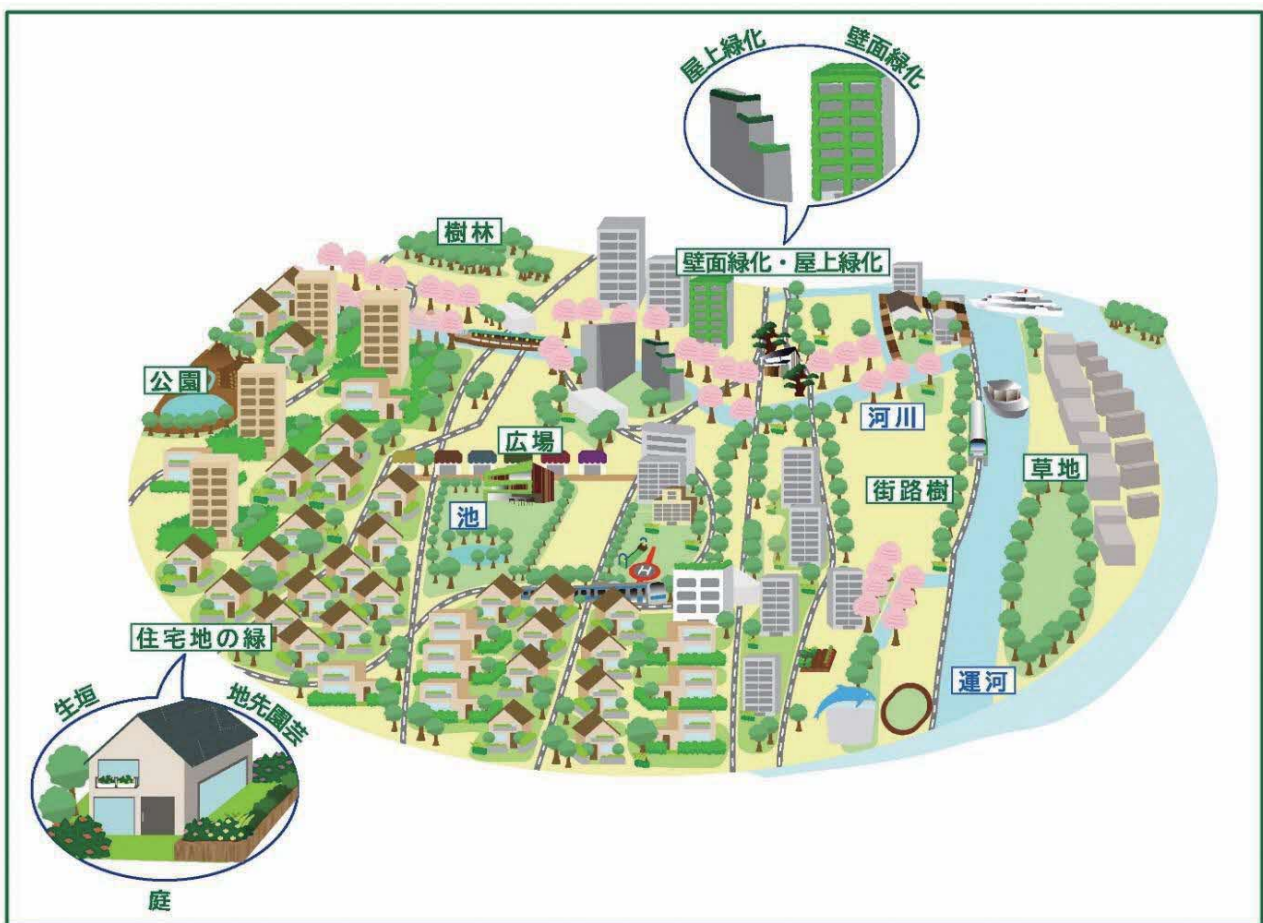 屋上緑化
壁面緑化
樹林
壁面緑化・屋上緑化
公園
河川
広場
街路樹
草地
池
住宅地の緑
運河
生垣
地先園芸
庭
H